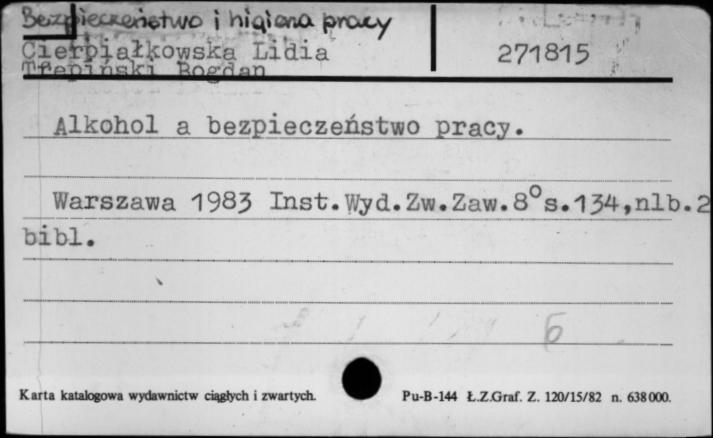 Bezpieczeństwo i higiena pracy
Cierpiałkowska Lidia
271815
Trepiński Bogdan
Alkohol a bezpieczeństwo pracy.
Warszawa 1983 Inst.Wyd.Zw.Zaw.8°s.134,nlb.2
bibl.
6
Karta katalogowa wydawnictw ciągłych i zwartych.
Pu-B-144 Ł.Z.Graf. Z. 120/15/82 n. 638000.